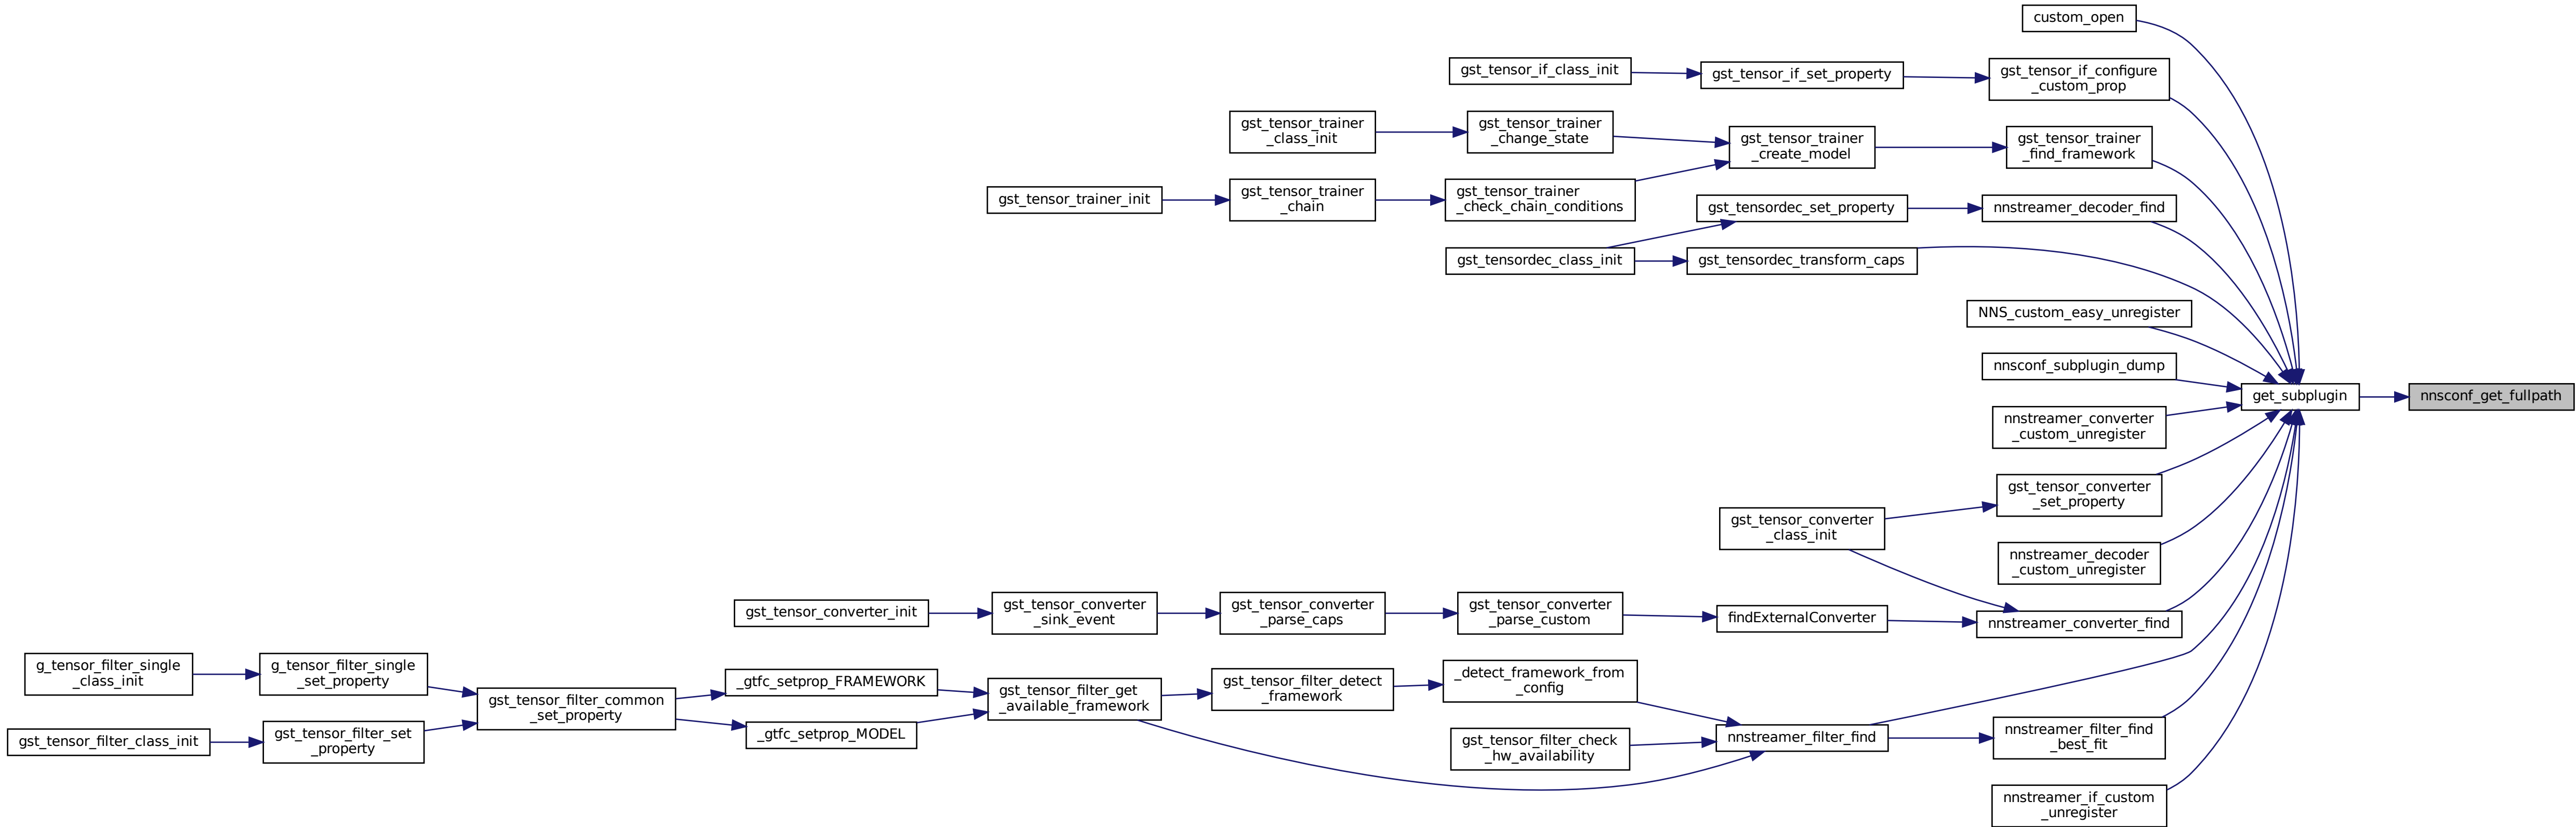 custom_open
gst_tensor_if_class_init
gst_tensor_if_set_property
gst_tensor_if_configure
_custom_prop
gst_tensor_trainer
_class_init
gst_tensor_trainer
_change_state
gst_tensor_trainer
_create_model
gst_tensor_trainer
_find_framework
gst_tensor_trainer_init
gst_tensor_trainer
_chain
gst_tensor_trainer
_check_chain_conditions
gst_tensordec_set_property
nnstreamer_decoder_find
gst_tensordec_class_init
gst_tensordec_transform_caps
NNS_custom_easy_unregister
nnsconf_subplugin_dump
get_subplugin
nnsconf_get_fullpath
nnstreamer_converter
_custom_unregister
gst_tensor_converter
_set_property
gst_tensor_converter
_class_init
nnstreamer_decoder
_custom_unregister
gst_tensor_converter_init
gst_tensor_converter
_sink_event
gst_tensor_converter
_parse_caps
gst_tensor_converter
_parse_custom
findExternalConverter
nnstreamer_converter_find
g_tensor_filter_single
_class_init
g_tensor_filter_single
_set_property
gst_tensor_filter_common
_set_property
_gtfc_setprop_FRAMEWORK
gst_tensor_filter_get
_available_framework
gst_tensor_filter_detect
_framework
_detect_framework_from
_config
gst_tensor_filter_class_init
gst_tensor_filter_set
_property
_gtfc_setprop_MODEL
gst_tensor_filter_check
_hw_availability
nnstreamer_filter_find
nnstreamer_filter_find
_best_fit
nnstreamer_if_custom
_unregister